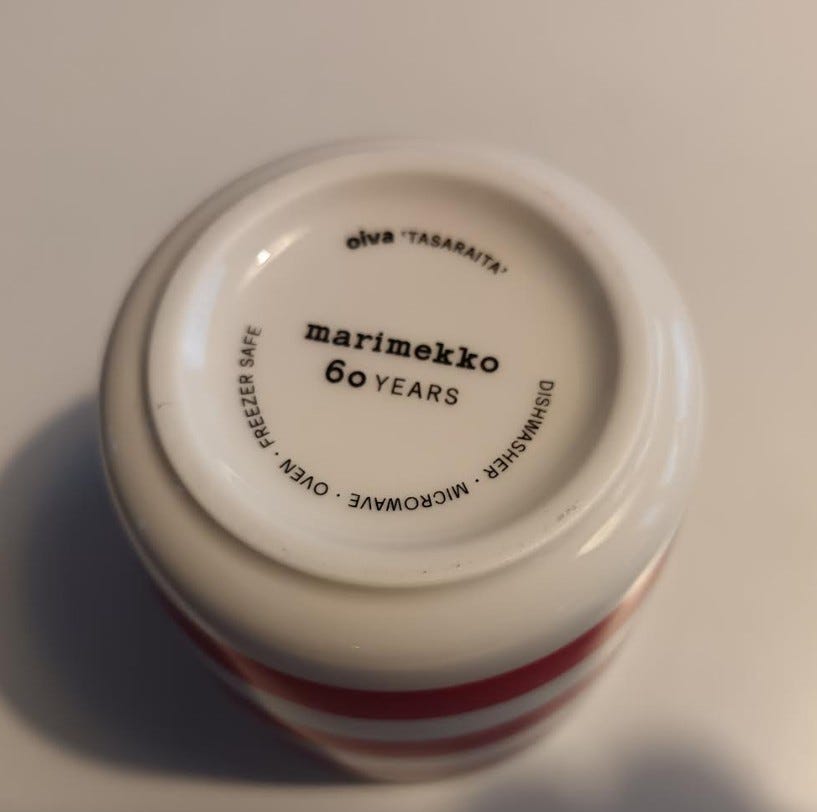 oiva 'TASARAITA'
marimekko
60 YEARS
DISHWASHER · MICROWAVE · OVEN · FREEZER SAFE